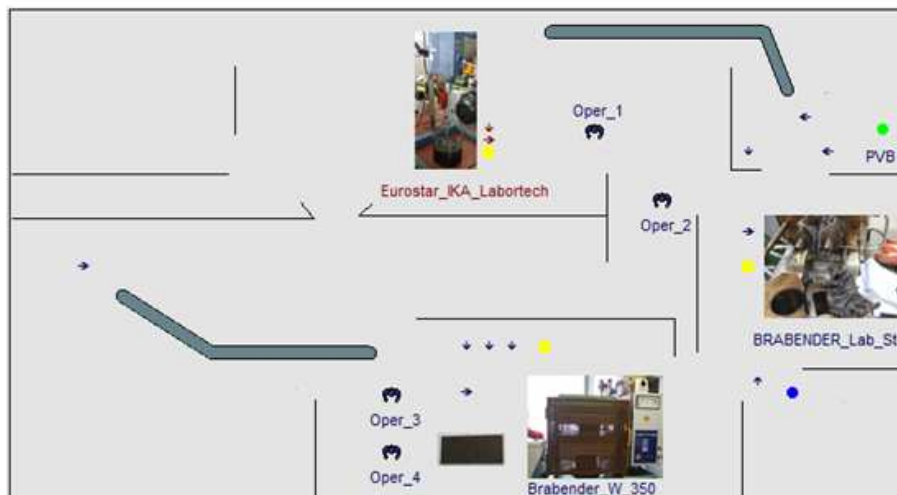 Oper_1
PVB
Eurostar_IKA_Labortech
Oper_2
BRABENDER_Lab_St
Oper_3
Oper_4
Brabender_W_350